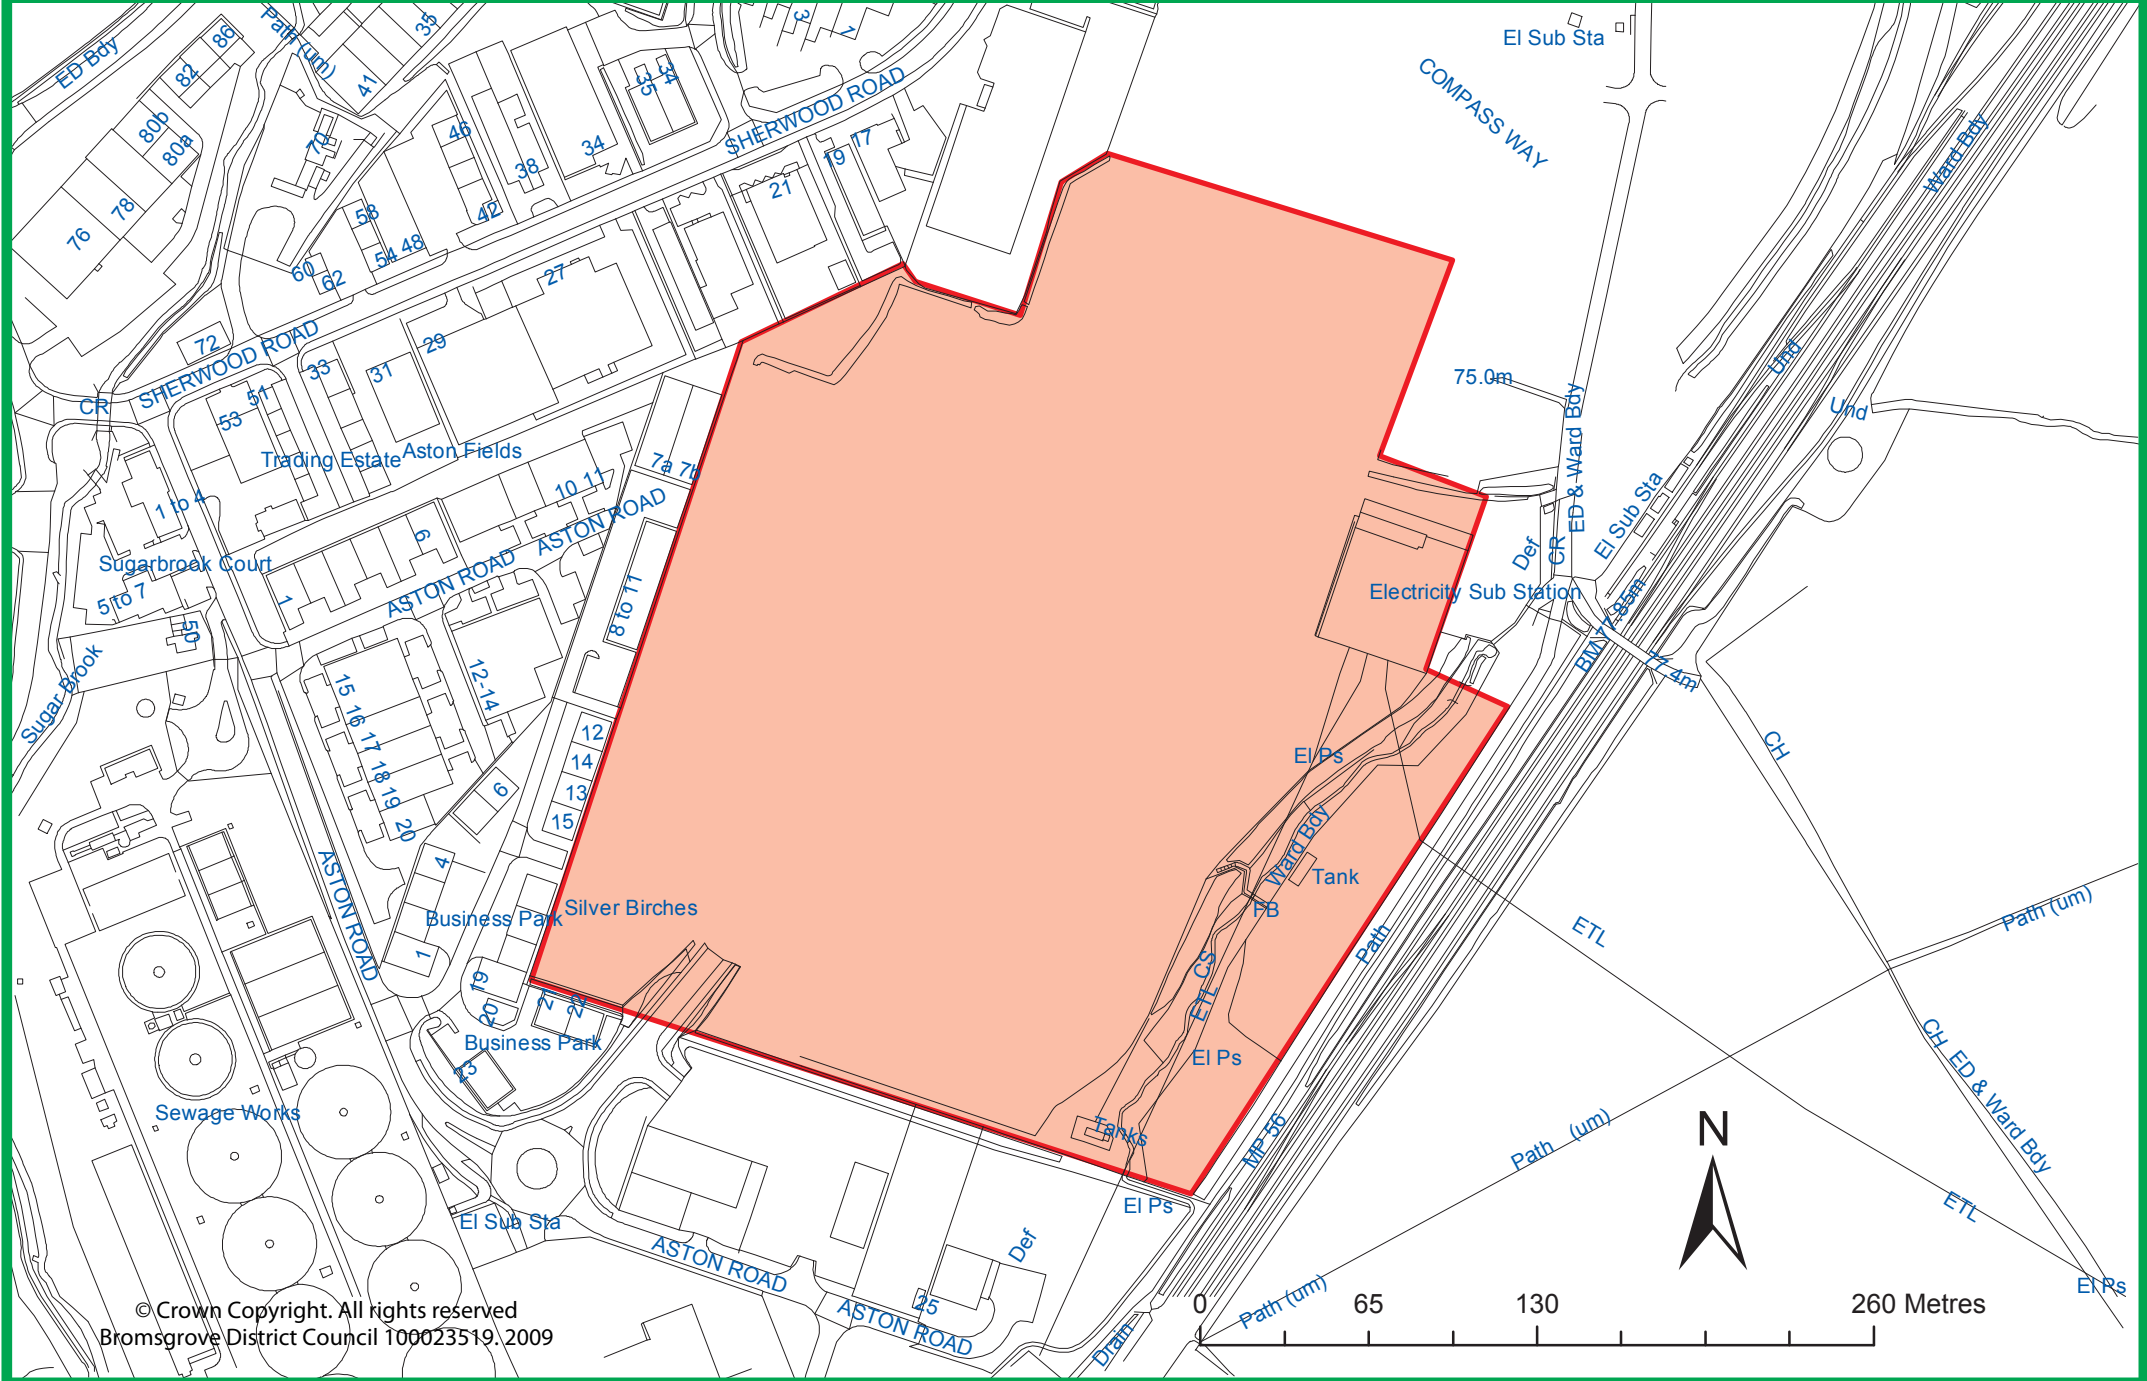 ED Bdy
86
82
80b
80a
78
76
Path (um)
35
41
70
46
38
34
35
34
3
1
SHERWOOD ROAD
17
19
21
58
42
48
54
60
62
27
El Sub Sta
COMPASS WAY
Ward Bdy
72
SHERWOOD ROAD
CR
53
51
33
31
29
Trading Estate
Aston Fields
7a 7b
10 11
ASTON ROAD
1 to 4
6
Sugarbrook Court
5 to 7
50
1
ASTON ROAD
8 to 11
75.0m
ED & Ward Bdy
Und
Und
El Sub Sta
Def
CR
Electricity Sub Station
BM 77.85m
77.4m
Sugar Brook
12-14
15
16
17
18
19
20
12
14
13
15
6
4
1
El Ps
Ward Bdy
Tank
FB
CH
ASTON ROAD
Business Park
Silver Birches
19
20
21
22
Business Park
23
Path
ETL
Path (um)
CS
ETL
El Ps
Sewage Works
Tanks
MP 56
CH
ED & Ward Bdy
Path (um)
N
ETL
El Ps
El Ps
El Sub Sta
ASTON ROAD
Def
25
ASTON ROAD
Drain
Path (um)
0 65 130 260 Metres
© Crown Copyright. All rights reserved
Bromsgrove District Council 100023519. 2009